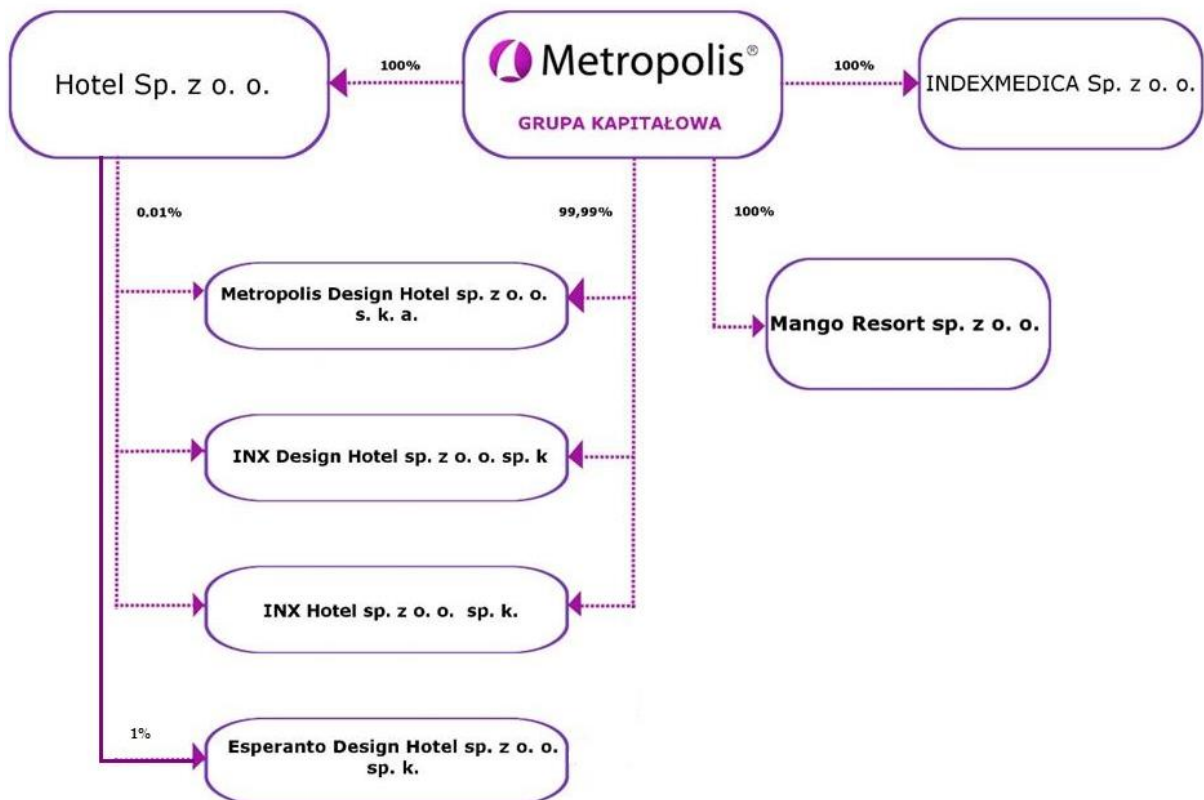 Hotel Sp. z o. o.
100%
Metropolis®
GRUPA KAPITAŁOWA
100%
INDEXMEDICA Sp. z o. o.
0.01%
99,99%
100%
Metropolis Design Hotel sp. z o. o.
s. k. a.
Mango Resort sp. z o. o.
INX Design Hotel sp. z o. o. sp. k
INX Hotel sp. z o. o. sp. k.
1%
Esperanto Design Hotel sp. z o. o.
sp. k.